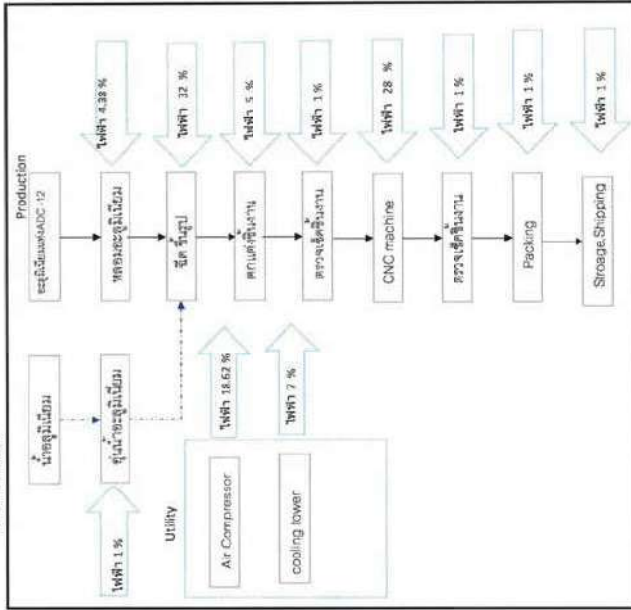 Production
อะลูมิเนียมแท่งADC-12
หลอมอะลูมิเนียม
ไฟฟ้า 4.38 %
น้ำอลูมิเนียม
อุ่นน้ำอะลูมิเนียม
ไฟฟ้า 1 %
ฉีด ขึ้นรูป
ไฟฟ้า 32 %
ตกแต่งชิ้นงาน
ไฟฟ้า 5 %
ตรวจเช็คชิ้นงาน
ไฟฟ้า 1 %
CNC machine
ไฟฟ้า 28 %
ตรวจเช็คชิ้นงาน
ไฟฟ้า 1 %
Packing
ไฟฟ้า 1 %
Stroage.Shipping
ไฟฟ้า 1 %
Utility
Air Compressor
ไฟฟ้า 18.62 %
cooling tower
ไฟฟ้า 7 %